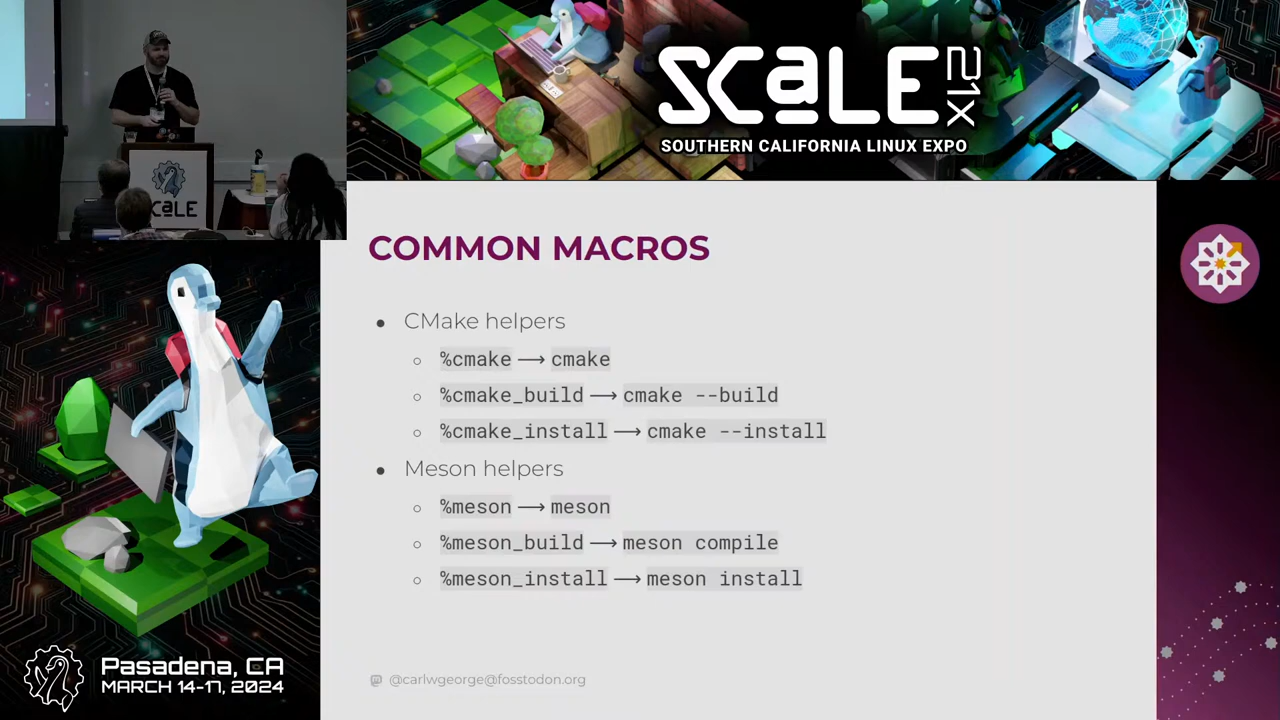 SCALE 21X
SOUTHERN CALIFORNIA LINUX EXPO
SCALE
COMMON MACROS
• CMake helpers
○ %cmake ⟶ cmake
○ %cmake_build ⟶ cmake --build
○ %cmake_install ⟶ cmake --install
• Meson helpers
○ %meson ⟶ meson
○ %meson_build ⟶ meson compile
○ %meson_install ⟶ meson install
@carlwgeorge@fosstodon.org
Pasadena, CA
MARCH 14-17, 2024